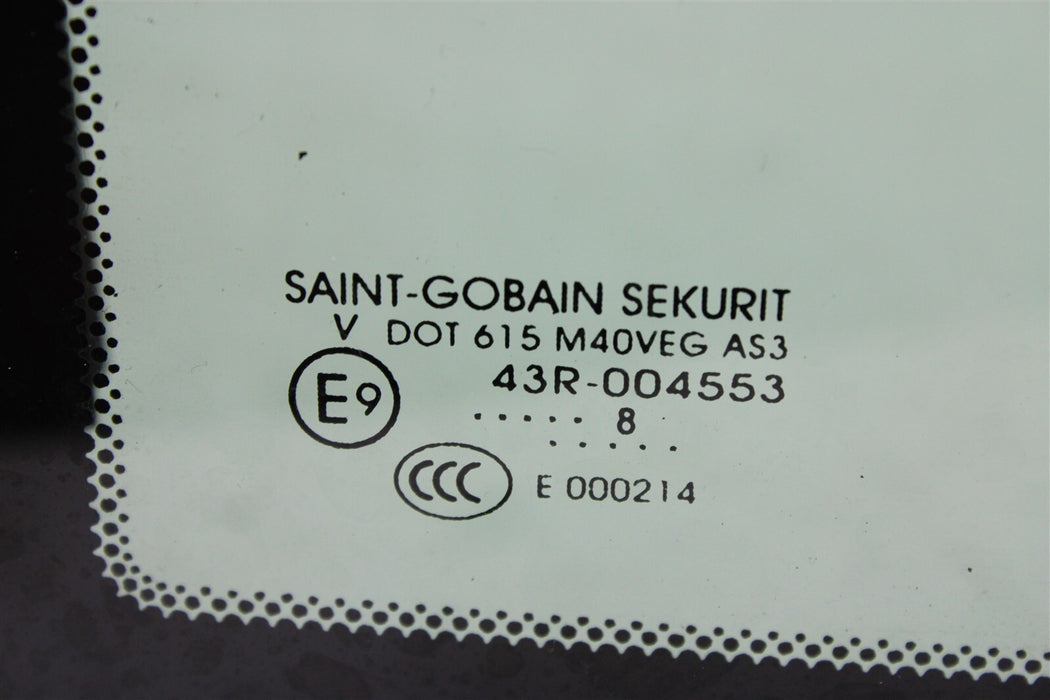 SAINT-GOBAIN SEKURIT
V DOT 615 M40VEG AS3
E9 43R-004553
..... 8
.....
CCC E 000214